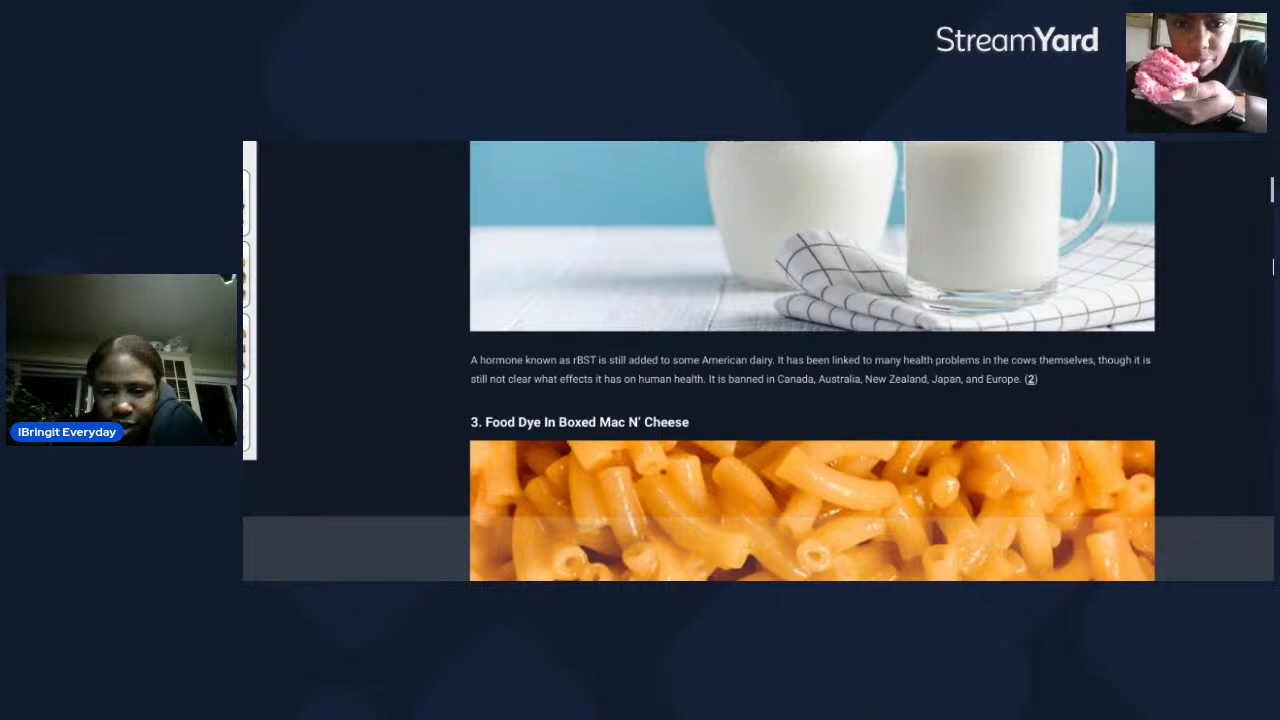 StreamYard
A hormone known as rBST is still added to some American dairy. It has been linked to many health problems in the cows themselves, though it is
still not clear what effects it has on human health. It is banned in Canada, Australia, New Zealand, Japan, and Europe. (2)
3. Food Dye In Boxed Mac N' Cheese
IBringit Everyday